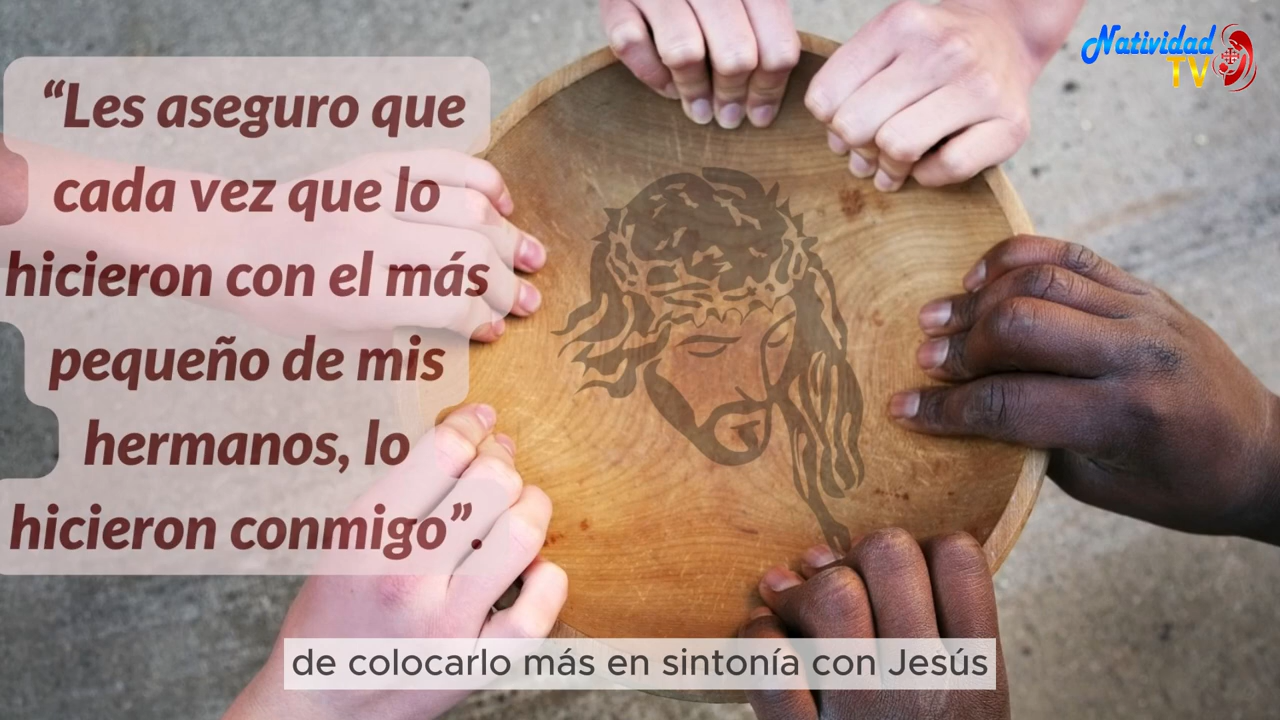 Natividad
TV
“Les aseguro que
cada vez que lo
hicieron con el más
pequeño de mis
hermanos, lo
hicieron conmigo”.
de colocarlo más en sintonía con Jesús